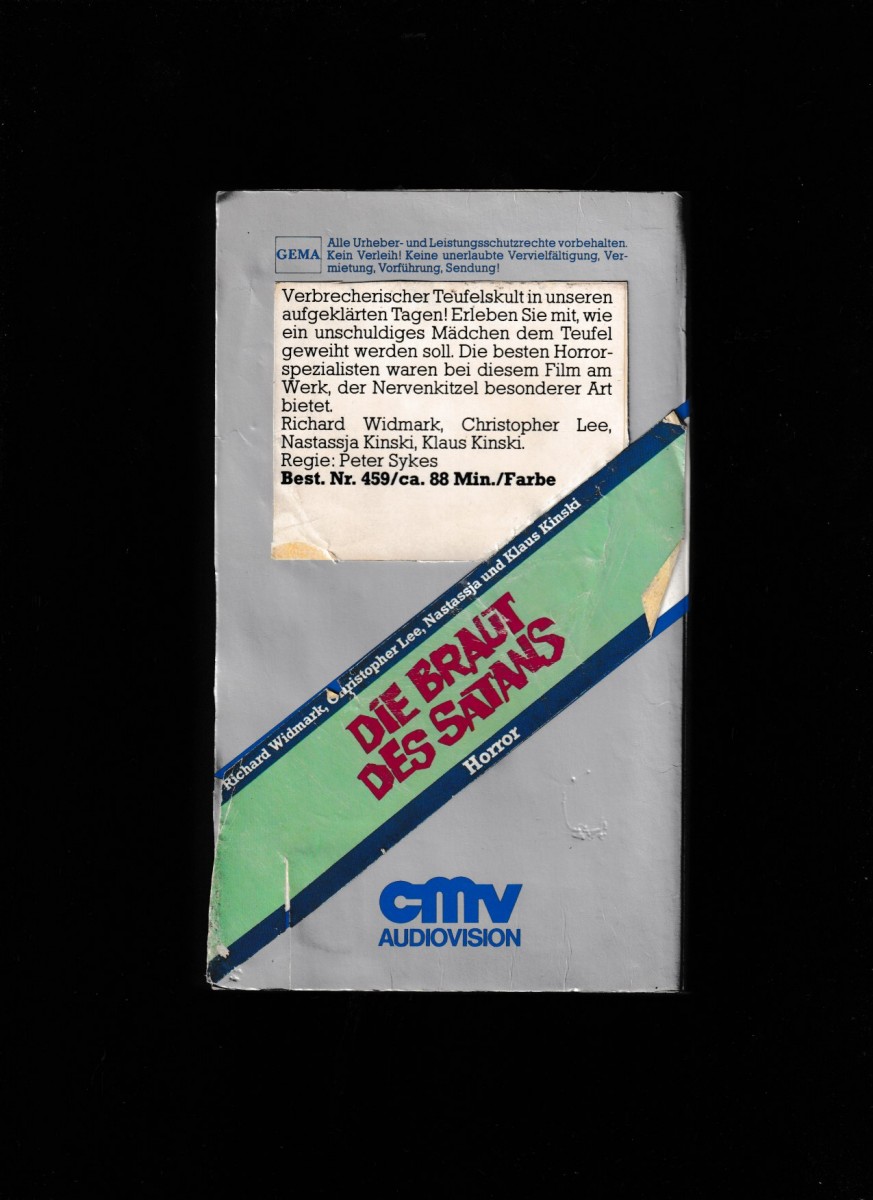 GEMA
Alle Urheber- und Leistungsschutzrechte vorbehalten.
Kein Verleih! Keine unerlaubte Vervielfältigung, Ver-
mietung, Vorführung, Sendung!
Verbrecherischer Teufelskult in unseren
aufgeklärten Tagen! Erleben Sie mit, wie
ein unschuldiges Mädchen dem Teufel
geweiht werden soll. Die besten Horror-
spezialisten waren bei diesem Film am
Werk, der Nervenkitzel besonderer Art
bietet.
Richard Widmark, Christopher Lee,
Nastassja Kinski, Klaus Kinski.
Regie: Peter Sykes
Best. Nr. 459/ca. 88 Min./Farbe
Richard Widmark, Christopher Lee, Nastassja und Klaus Kinski
DIE BRAUT
DES SATANS
Horror
cmv
AUDIOVISION